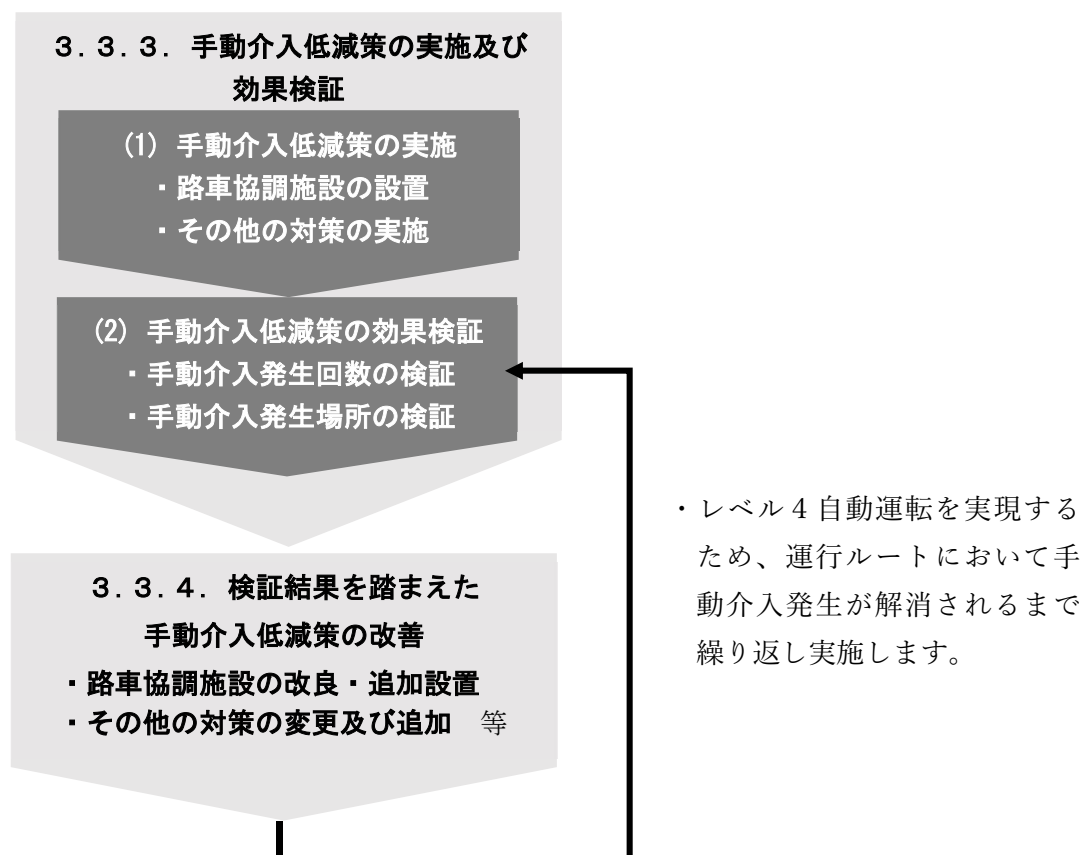 ３．３．３．手動介入低減策の実施及び
効果検証
(1) 手動介入低減策の実施
・路車協調施設の設置
・その他の対策の実施
(2) 手動介入低減策の効果検証
・手動介入発生回数の検証
・手動介入発生場所の検証
・レベル４自動運転を実現する
ため、運行ルートにおいて手
動介入発生が解消されるまで
繰り返し実施します。
３．３．４．検証結果を踏まえた
手動介入低減策の改善
・路車協調施設の改良・追加設置
・その他の対策の変更及び追加　等